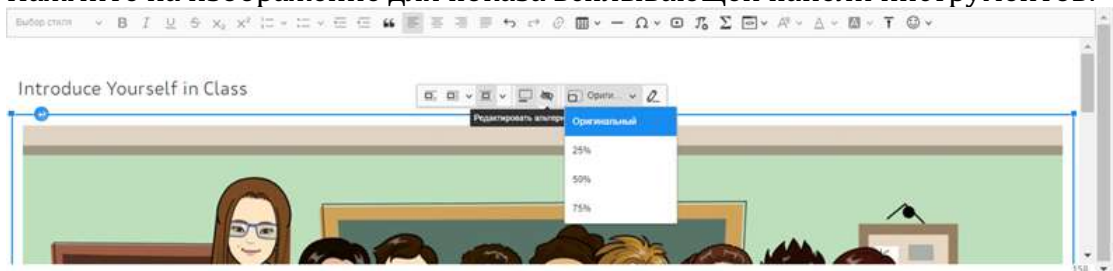 Нажмите на изображение для показа всплывающей панели инструментов.
Выбор стиля
Introduce Yourself in Class
Ориги...
Редактировать альтерн
Оригинальный
25%
50%
75%
158